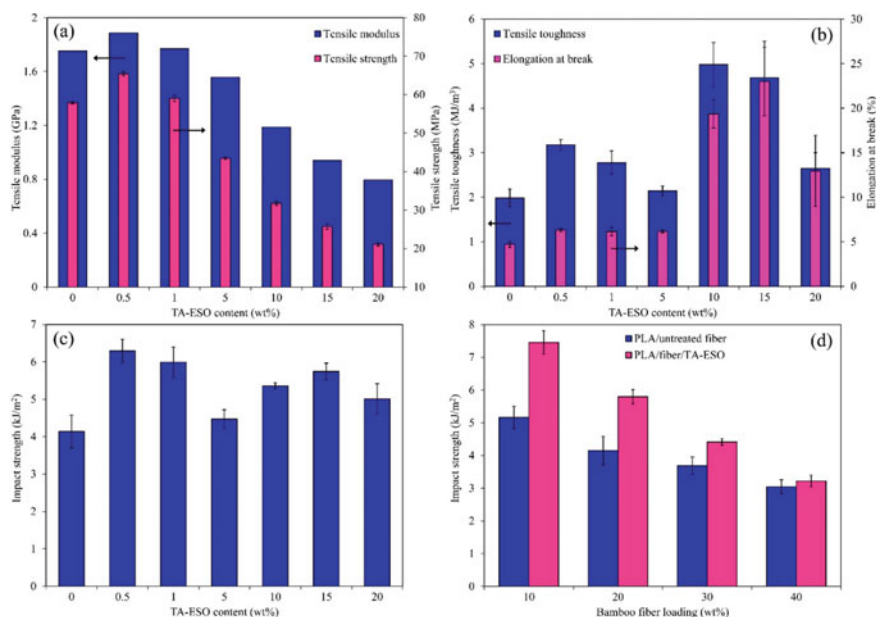 (a)
Tensile modulus
Tensile strength
Tensile modulus (GPa)
2
1.6
1.2
0.8
0.4
0
80
70
60
50
40
30
20
10
Tensile strength (MPa)
0 0.5 1 5 10 15 20
TA-ESO content (wt%)
(b)
Tensile toughness
Elongation at break
Tensile toughness (MJ/m³)
6
5
4
3
2
1
0
30
25
20
15
10
5
0
Elongation at break (%)
0 0.5 1 5 10 15 20
TA-ESO content (wt%)
(c)
Impact strength (kJ/m²)
7
6
5
4
3
2
1
0
0 0.5 1 5 10 15 20
TA-ESO content (wt%)
(d)
PLA/untreated fiber
PLA/fiber/TA-ESO
Impact strength (kJ/m²)
8
7
6
5
4
3
2
1
0
10 20 30 40
Bamboo fiber loading (wt%)